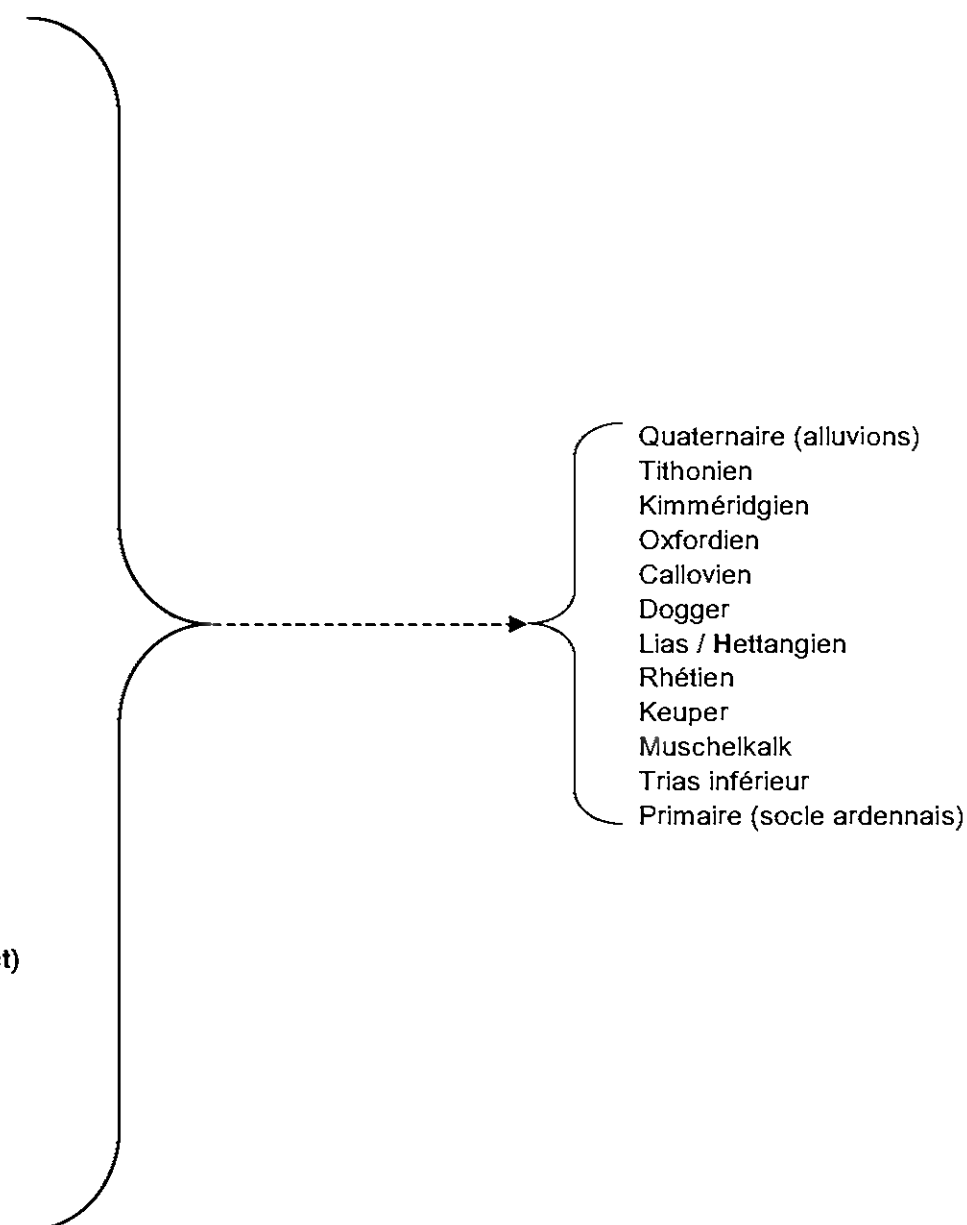 Quaternaire (alluvions)
Tithonien
Kimméridgien
Oxfordien
Callovien
Dogger
Lias / Hettangien
Rhétien
Keuper
Muschelkalk
Trias inférieur
Primaire (socle ardennais)
t)